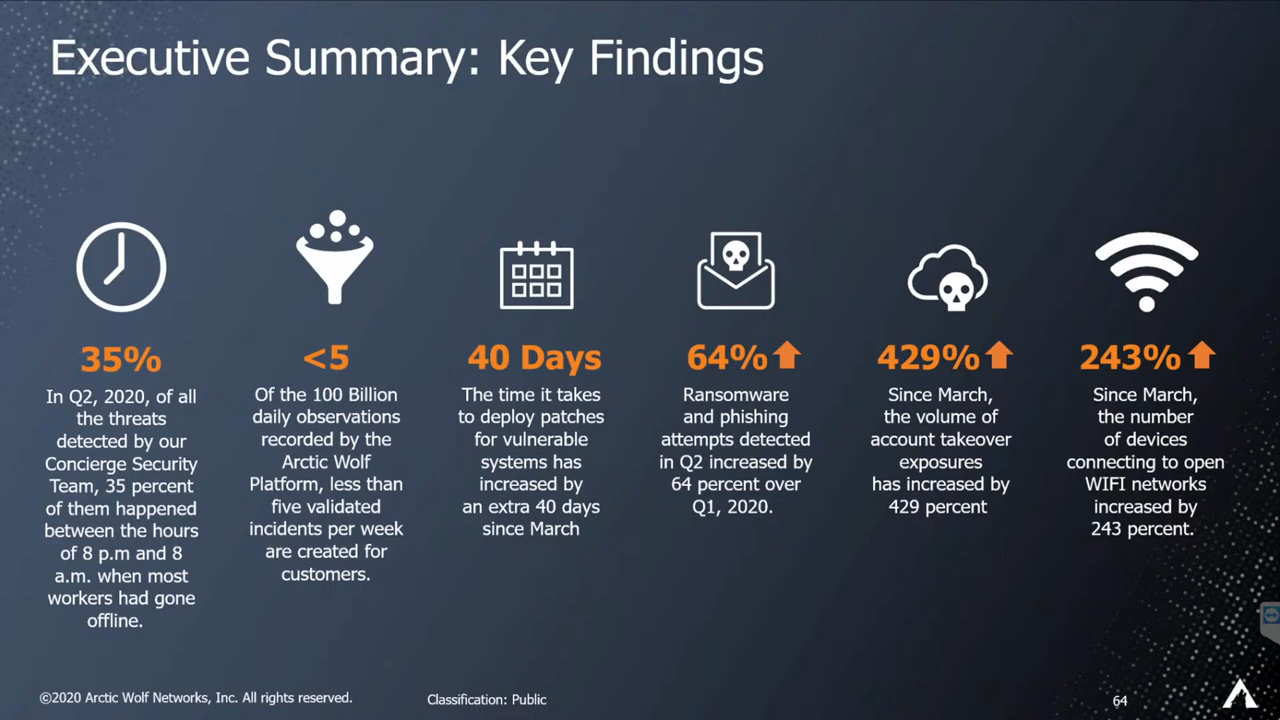 Executive Summary: Key Findings
35%
In Q2, 2020, of all
the threats
detected by our
Concierge Security
Team, 35 percent
of them happened
between the hours
of 8 p.m and 8
a.m. when most
workers had gone
offline.
<5
Of the 100 Billion
daily observations
recorded by the
Arctic Wolf
Platform, less than
five validated
incidents per week
are created for
customers.
40 Days
The time it takes
to deploy patches
for vulnerable
systems has
increased by
an extra 40 days
since March
64%
Ransomware
and phishing
attempts detected
in Q2 increased by
64 percent over
Q1, 2020.
429%
Since March,
the volume of
account takeover
exposures
has increased by
429 percent
243%
Since March,
the number
of devices
connecting to open
WIFI networks
increased by
243 percent.
©2020 Arctic Wolf Networks, Inc. All rights reserved.
Classification: Public
64